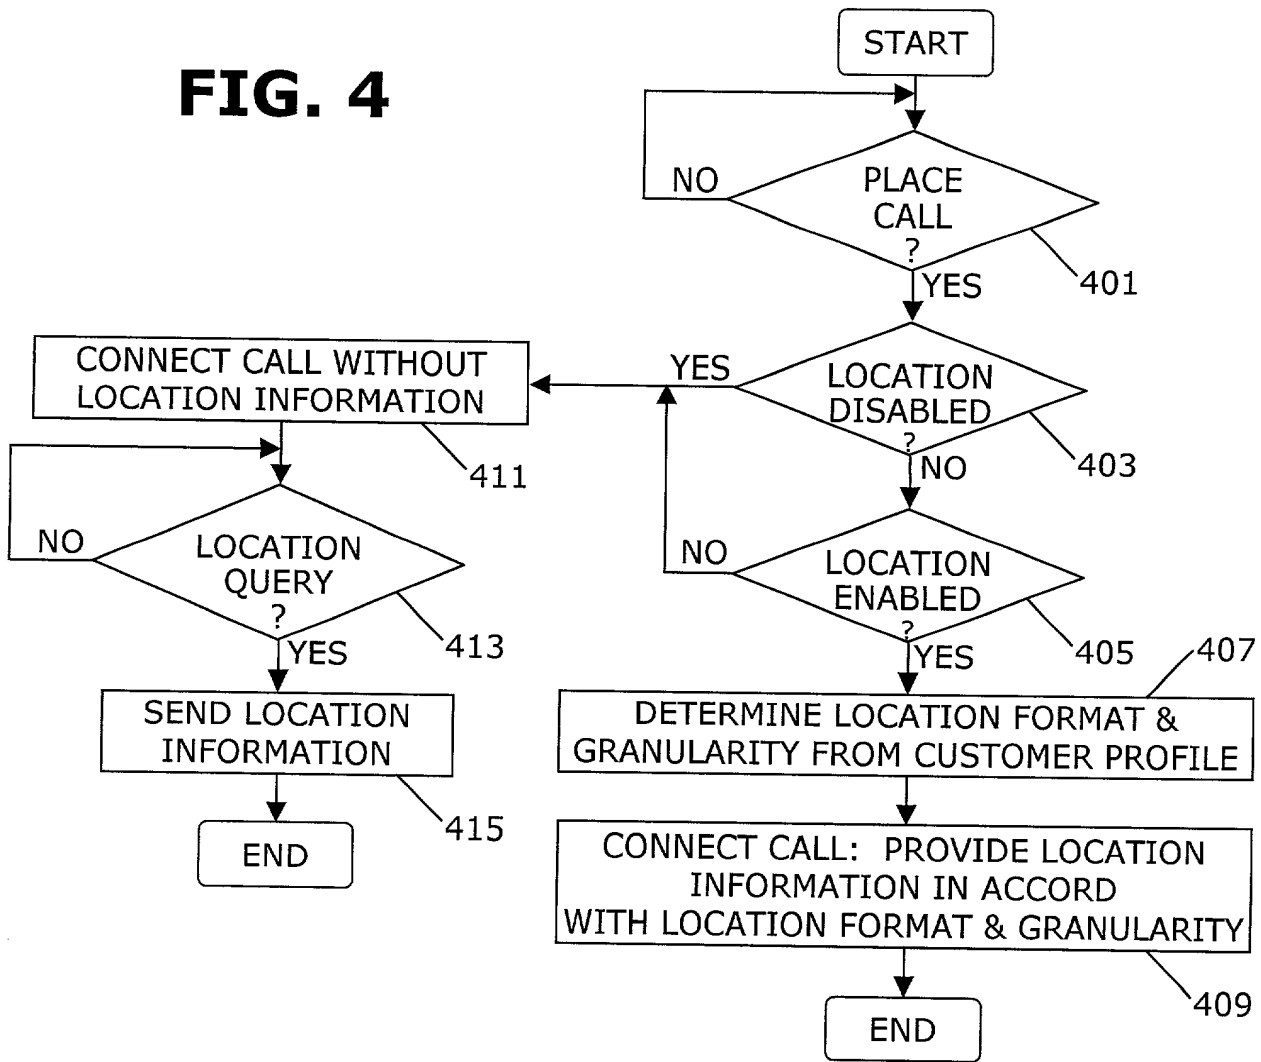 FIG. 4
START
NO
PLACE
CALL
?
401
YES
CONNECT CALL WITHOUT
LOCATION INFORMATION
411
YES
LOCATION
DISABLED
?
403
NO
NO
LOCATION
QUERY
?
413
YES
NO
LOCATION
ENABLED
?
405
YES
407
SEND LOCATION
INFORMATION
415
END
DETERMINE LOCATION FORMAT &
GRANULARITY FROM CUSTOMER PROFILE
CONNECT CALL: PROVIDE LOCATION
INFORMATION IN ACCORD
WITH LOCATION FORMAT & GRANULARITY
409
END